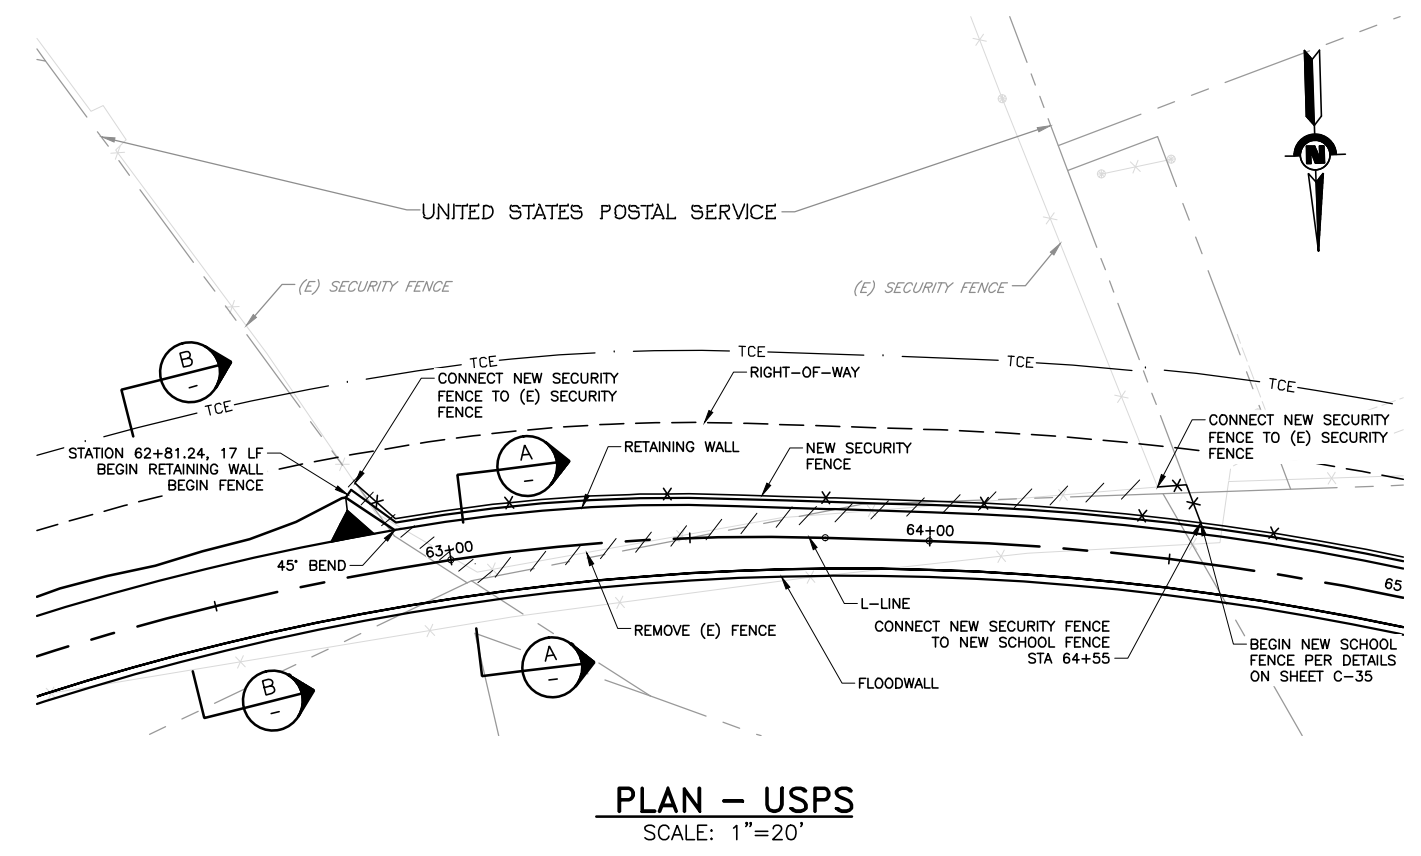 N
UNITED STATES POSTAL SERVICE
(E) SECURITY FENCE
(E) SECURITY FENCE
B
–
TCE
TCE
TCE
TCE
TCE
CONNECT NEW SECURITY
FENCE TO (E) SECURITY
FENCE
RIGHT-OF-WAY
CONNECT NEW SECURITY
FENCE TO (E) SECURITY
FENCE
STATION 62+81.24, 17 LF
BEGIN RETAINING WALL
BEGIN FENCE
A
–
RETAINING WALL
NEW SECURITY
FENCE
63+00
64+00
65
45° BEND
L-LINE
REMOVE (E) FENCE
CONNECT NEW SECURITY FENCE
TO NEW SCHOOL FENCE
STA 64+55
BEGIN NEW SCHOOL
FENCE PER DETAILS
ON SHEET C-35
FLOODWALL
A
–
B
–
PLAN – USPS
SCALE: 1"=20'